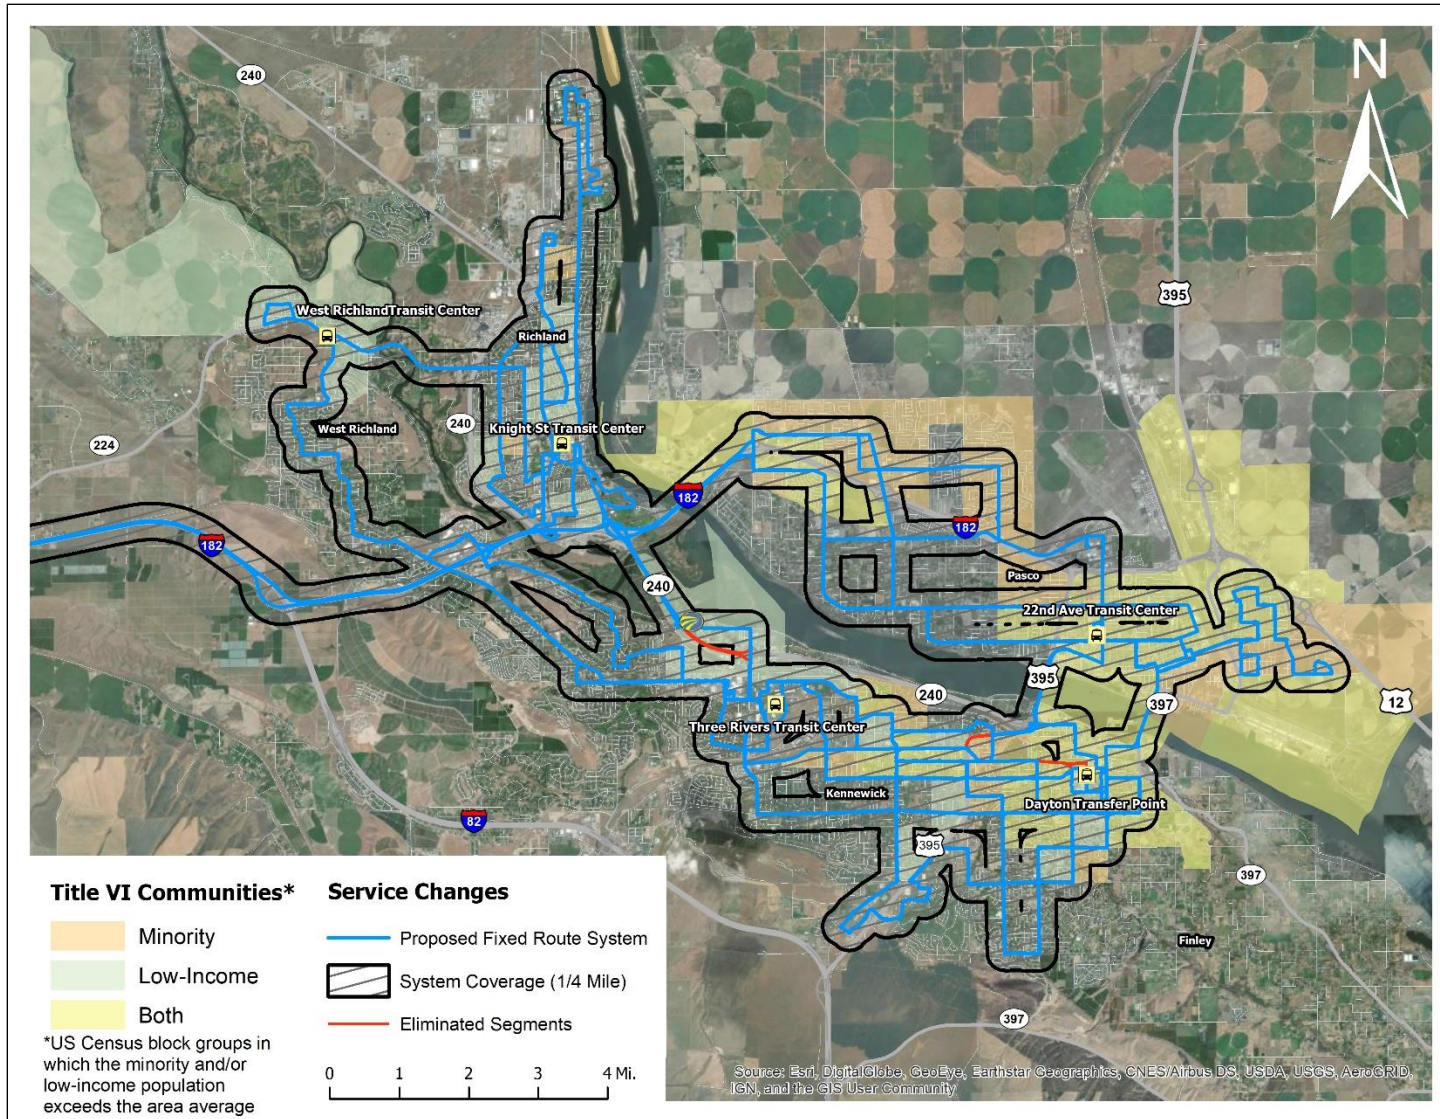 N
240
395
West RichlandTransit Center
Richland
240
West Richland
Knight St Transit Center
224
182
182
182
Pasco
240
22nd Ave Transit Center
395
240
397
12
Three Rivers Transit Center
Kennewick
Dayton Transfer Point
82
395
397
Finley
397
Title VI Communities*
Minority
Low-Income
Both
*US Census block groups in
which the minority and/or
low-income population
exceeds the area average
Service Changes
Proposed Fixed Route System
System Coverage (1/4 Mile)
Eliminated Segments
0 1 2 3 4 Mi.
Source: Esri, DigitalGlobe, GeoEye, Earthstar Geographics, CNES/Airbus DS, USDA, USGS, AeroGRID,
IGN, and the GIS User Community